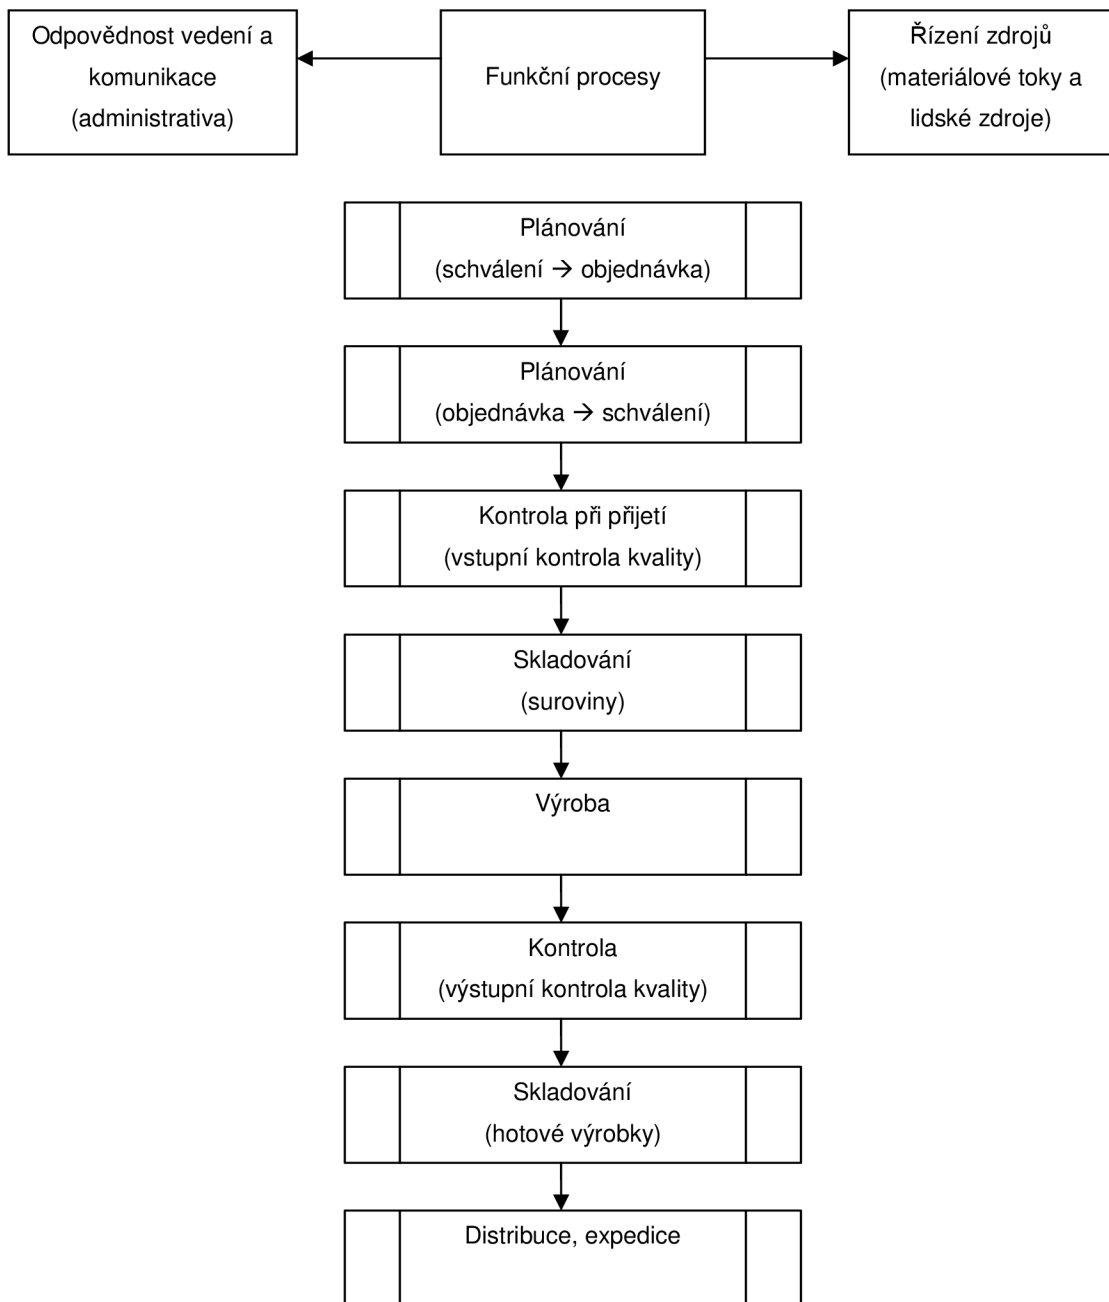 Odpovědnost vedení a
komunikace
(administrativa)
Funkční procesy
Řízení zdrojů
(materiálové toky a
lidské zdroje)
Plánování
(schválení → objednávka)
Plánování
(objednávka → schválení)
Kontrola při přijetí
(vstupní kontrola kvality)
Skladování
(suroviny)
Výroba
Kontrola
(výstupní kontrola kvality)
Skladování
(hotové výrobky)
Distribuce, expedice